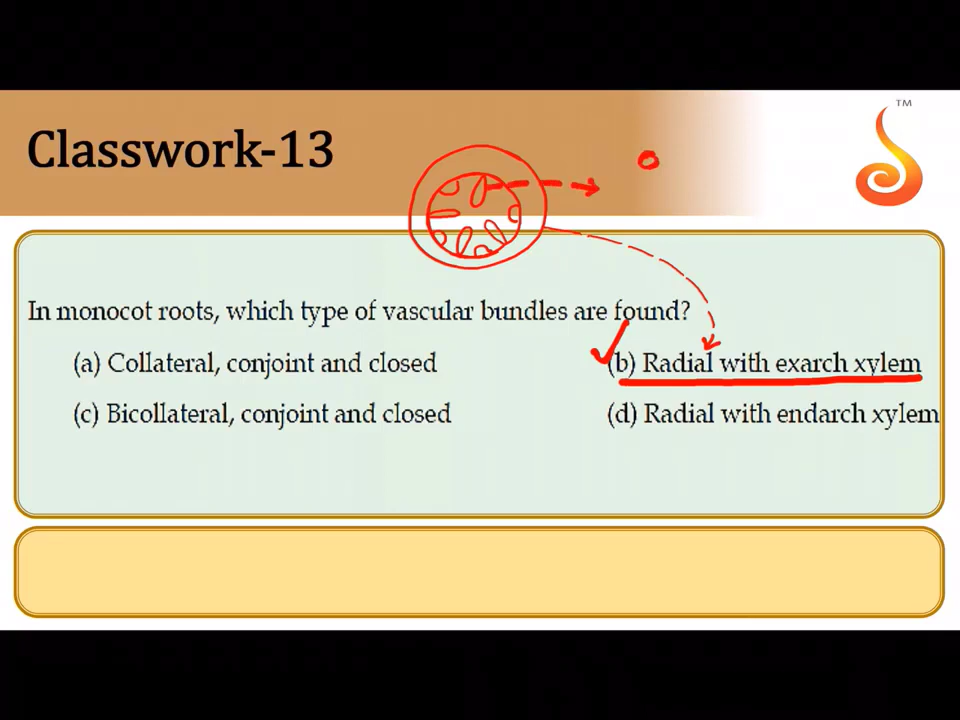 TM
Classwork-13
In monocot roots, which type of vascular bundles are found?
(a) Collateral, conjoint and closed
(b) Radial with exarch xylem
(c) Bicollateral, conjoint and closed
(d) Radial with endarch xylem